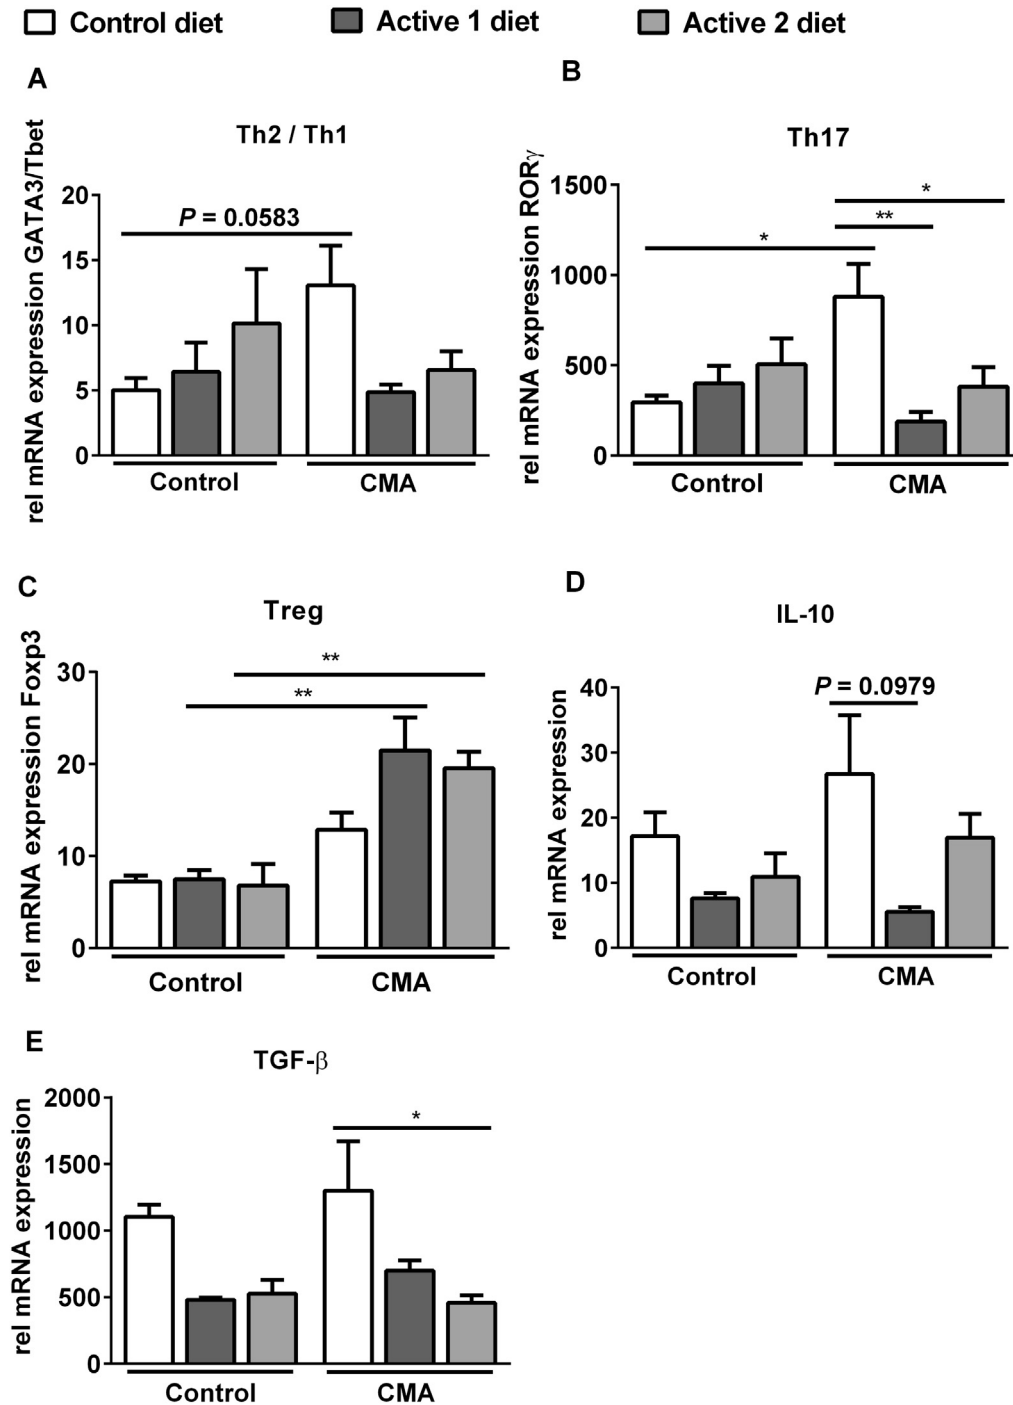 Control diet Active 1 diet Active 2 diet
A
Th2 / Th1
rel mRNA expression GATA3/Tbet
20
15
10
5
0
P = 0.0583
Control CMA
B
Th17
rel mRNA expression RORγ
1500
1000
500
0
*
**
*
Control CMA
C
Treg
rel mRNA expression Foxp3
30
20
10
0
**
**
Control CMA
D
IL-10
rel mRNA expression
40
30
20
10
0
P = 0.0979
Control CMA
E
TGF-β
rel mRNA expression
2000
1500
1000
500
0
*
Control CMA